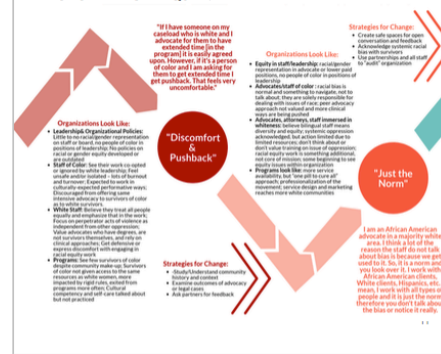 "If I have someone on my
caseload who is white and I
advocate for them to have
extended time [in the
program] it is easily agreed
upon. However, if it's a person
of color and I am asking for
them to get extended time I
get pushback. That feels very
uncomfortable."
Organizations Look Like:
Leadership& Organizational Policies:
Little to no racial/gender representation
on staff or board, no people of color in
positions of leadership. No policies on
racial or gender equity developed or
are outdated
Staff of Color: See their work co-opted
or ignored by white leadership; Feel
unsafe and/or isolated - lots of burnout
and turnover; Expected to work in
culturally-expected performative ways;
Discouraged from offering same
intensive advocacy to survivors of color
as to white survivors
White Staff: Believe they treat all people
equally and emphasize that in the work;
Focus on perpetrator acts of violence as
independent from other oppression;
Value advocates who have degrees, are
not survivors themselves, and rely on
clinical approaches; Get defensive or
express discomfort with engaging in
racial equity work
Programs: See few survivors of color
despite community make-up; Survivors
of color not given access to the same
resources as white women, more
impacted by rigid rules, exited from
programs more often; Cultural
competency and self-care talked about
but not practiced
"Discomfort
&
Pushback"
Strategies for Change:
Study/Understand community
history and context
Examine outcomes of advocacy
or legal cases
Ask partners for feedback
Organizations Look Like:
Equity in staff/leadership: racial/gender
representation in advocate or lower paid
positions, no people of color in positions of
leadership
Advocates/staff of color: racial bias is
normal and something to navigate, not to
talk about; they are solely responsible for
dealing with issues of race; peer advocacy
approach not valued and more clinical
ways are being pushed
Advocates, attorneys, staff immersed in
whiteness: believe bilingual staff means
diversity and equity; systemic oppression
acknowledged, but action limited due to
limited resources; don't think about or
don't value training on issue of oppression;
racial equity work is something additional,
not core of mission; some beginning to see
equity issues within organization
Programs look like: more service
availability, but "one pill to cure all"
approach; professionalization of the
movement; service design and marketing
reaches more white communities
Strategies for Change:
Create safe spaces for open
conversation and feedback
Acknowledge systemic racial
bias with survivors
Use partnerships and all staff
to "audit" organization
"Just the
Norm"
I am an African American
advocate in a majority white
area. I think a lot of the
reason the staff do not talk
about bias is because we get
used to it. So, it is a norm and
you look over it. I work with
African American clients,
White clients, Hispanics, etc. I
mean, I work with all types of
people and it is just the norm
therefore you don't talk about
the bias or notice it really.